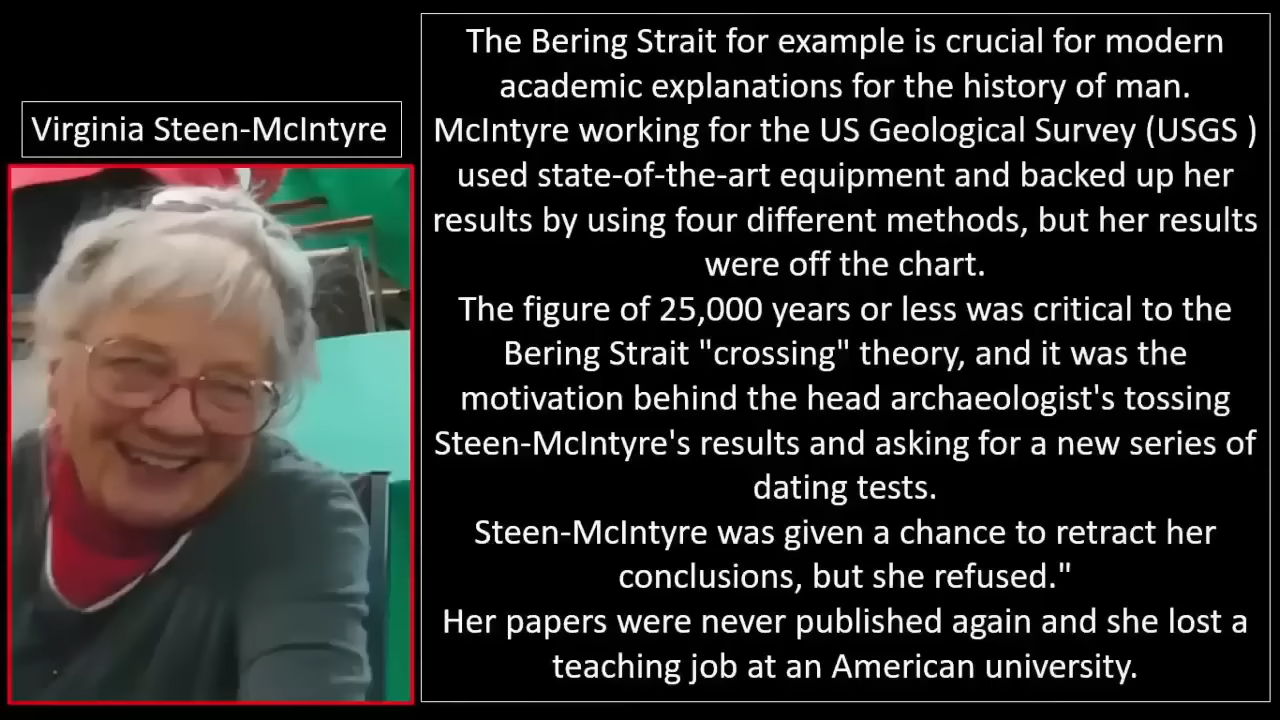 Virginia Steen-McIntyre
The Bering Strait for example is crucial for modern
academic explanations for the history of man.
McIntyre working for the US Geological Survey (USGS )
used state-of-the-art equipment and backed up her
results by using four different methods, but her results
were off the chart.
The figure of 25,000 years or less was critical to the
Bering Strait "crossing" theory, and it was the
motivation behind the head archaeologist's tossing
Steen-McIntyre's results and asking for a new series of
dating tests.
Steen-McIntyre was given a chance to retract her
conclusions, but she refused."
Her papers were never published again and she lost a
teaching job at an American university.